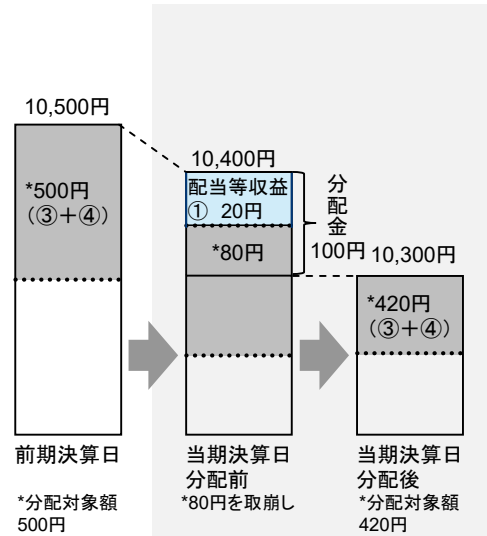 10,500円
*500円
（③＋④）
前期決算日
*分配対象額
500円
10,400円
配当等収益
① 20円
*80円
分配金
100円
当期決算日
分配前
*80円を取崩し
10,300円
*420円
（③＋④）
当期決算日
分配後
*分配対象額
420円